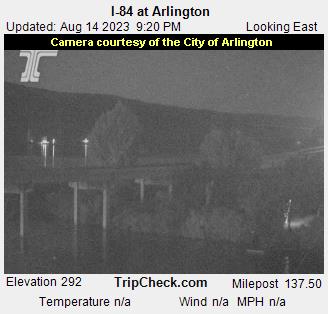 I-84 at Arlington
Updated: Aug 14 2023 9:20 PM Looking East
Camera courtesy of the City of Arlington
Elevation 292 TripCheck.com Milepost 137.50
Temperature n/a Wind n/a MPH n/a